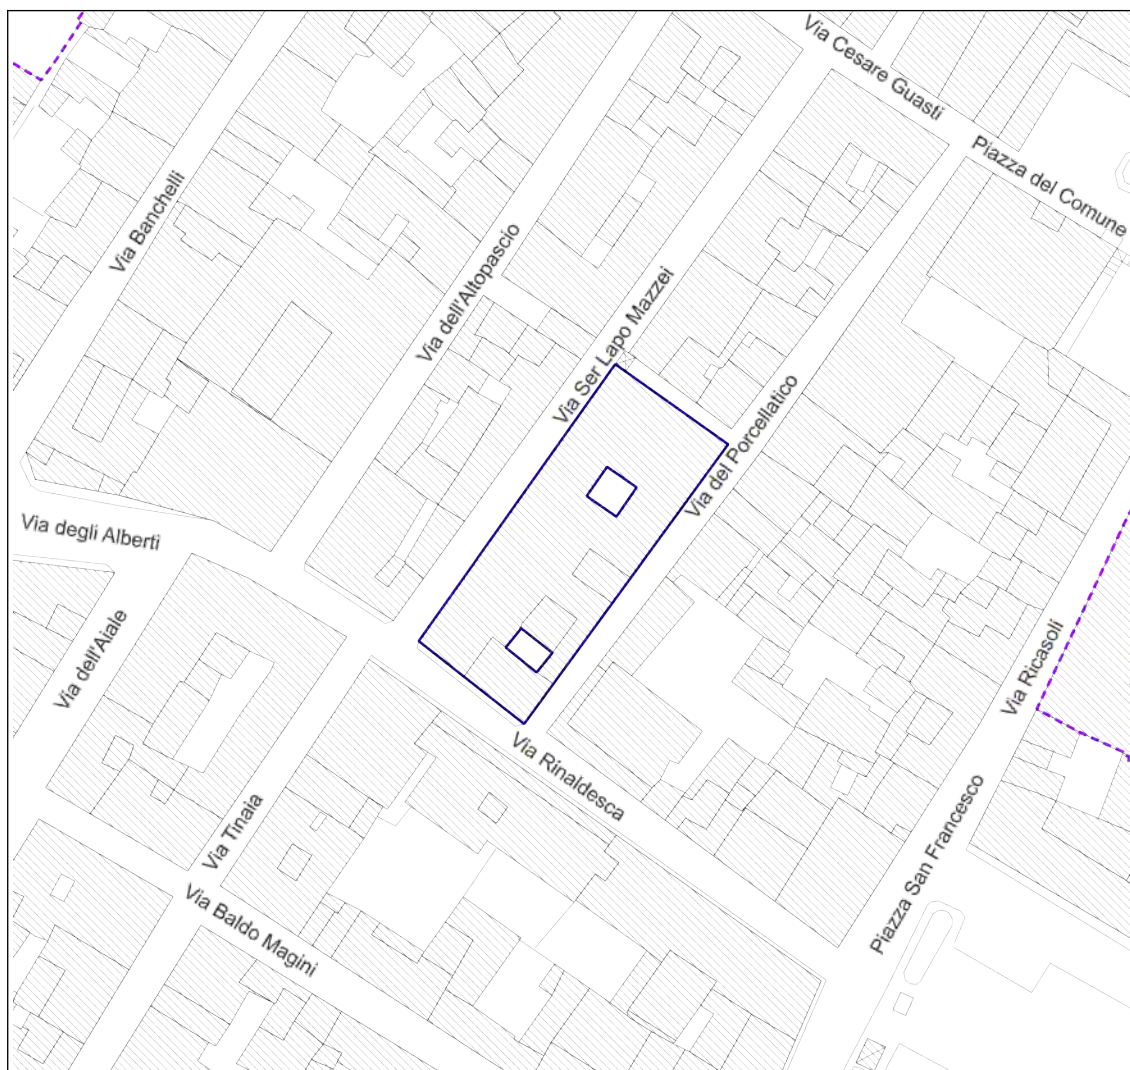 Via Cesare Guasti
Piazza del Comune
Via Banchelli
Via dell'Altopascio
Via Ser Lapo Mazzei
Via del Porcellatico
Via degli Alberti
Via dell'Aiale
Via Ricasoli
Via Rinaldesca
Via Tinaia
Piazza San Francesco
Via Baldo Magini